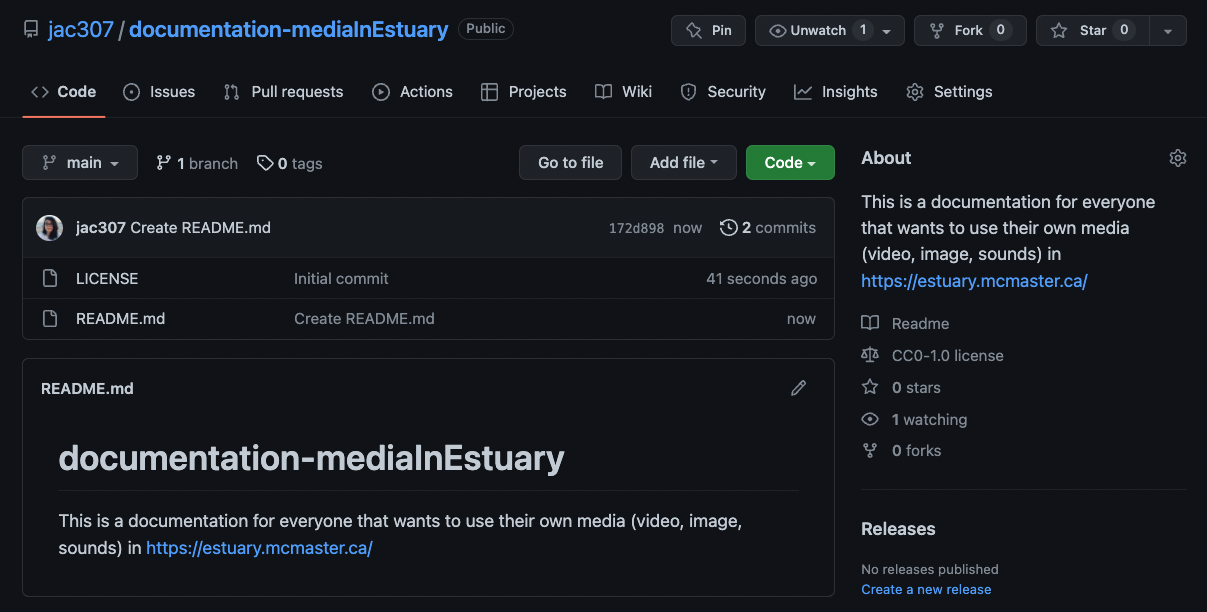 jac307 / documentation-mediaInEstuary Public
Pin Unwatch 1 Fork 0 Star 0
Code Issues Pull requests Actions Projects Wiki Security Insights Settings
main 1 branch 0 tags Go to file Add file Code
jac307 Create README.md 172d898 now 2 commits
LICENSE Initial commit 41 seconds ago
README.md Create README.md now
README.md
documentation-mediaInEstuary
This is a documentation for everyone that wants to use their own media (video, image,
sounds) in https://estuary.mcmaster.ca/
About
This is a documentation for everyone
that wants to use their own media
(video, image, sounds) in
https://estuary.mcmaster.ca/
Readme
CC0-1.0 license
0 stars
1 watching
0 forks
Releases
No releases published
Create a new release